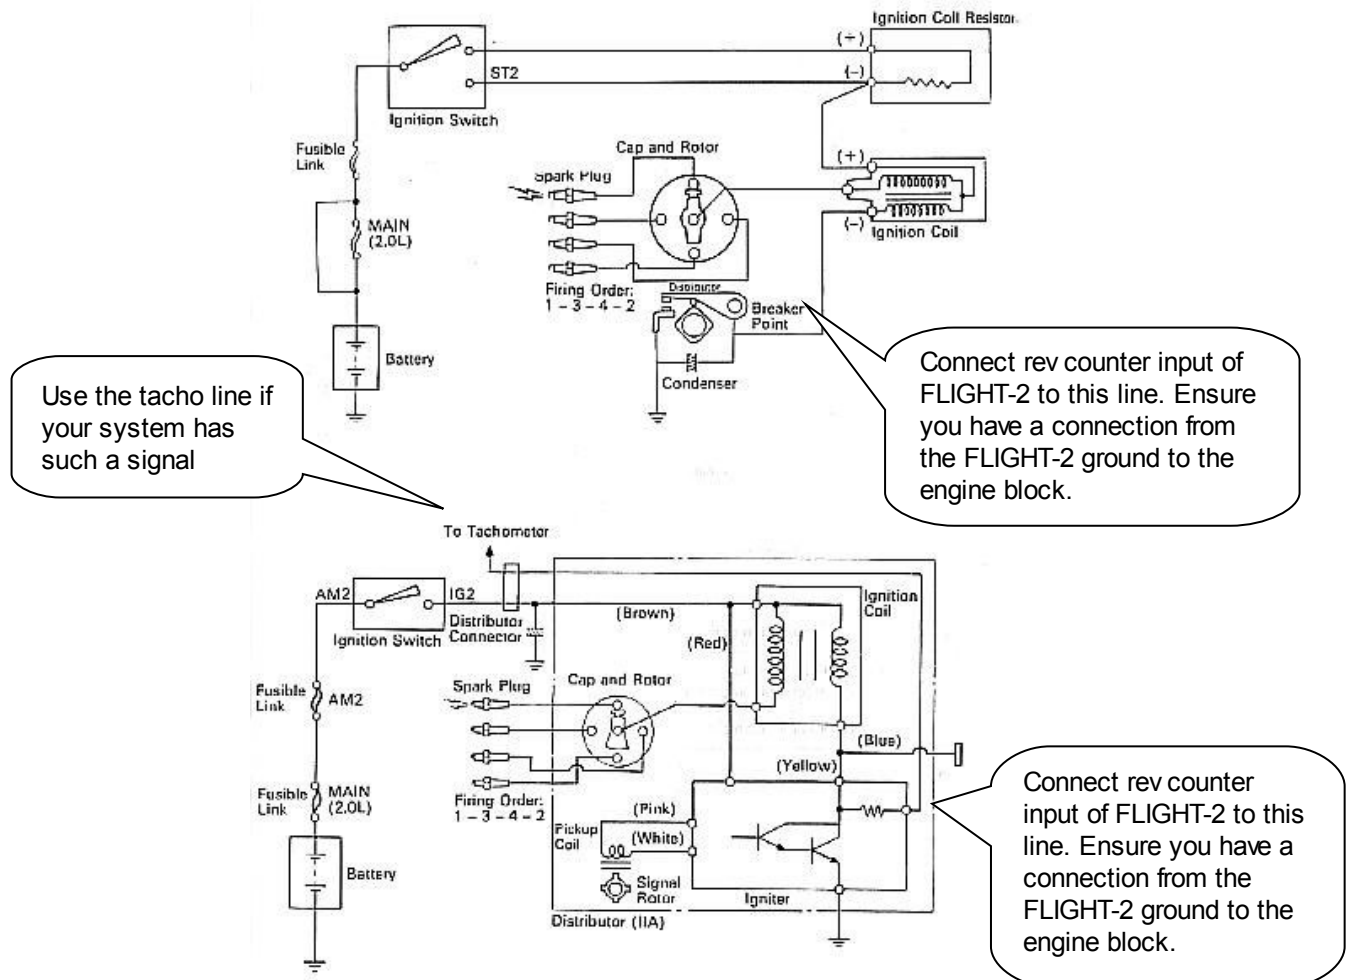 Ignition Coil Resistor
(+)
(-)
ST2
Ignition Switch
Fusible
Link
Cap and Rotor
Spark Plug
(+)
(-)
Ignition Coil
MAIN
(2.0L)
Firing Order:
1 – 3 – 4 – 2
Distributor
Breaker
Point
Battery
Condenser
Connect rev counter input of
FLIGHT-2 to this line. Ensure
you have a connection from
the FLIGHT-2 ground to the
engine block.
Use the tacho line if
your system has
such a signal
To Tachometer
AM2
IG2
Ignition Switch
Distributor
Connector
(Brown)
(Red)
Ignition
Coil
Fusible
Link
AM2
Spark Plug
Cap and Rotor
(Blue)
(Yellow)
Fusible
Link
MAIN
(2.0L)
Firing Order:
1 – 3 – 4 – 2
(Pink)
Pickup
Coil
(White)
Battery
Signal
Rotor
Igniter
Distributor (IIA)
Connect rev counter
input of FLIGHT-2 to this
line. Ensure you have a
connection from the
FLIGHT-2 ground to the
engine block.